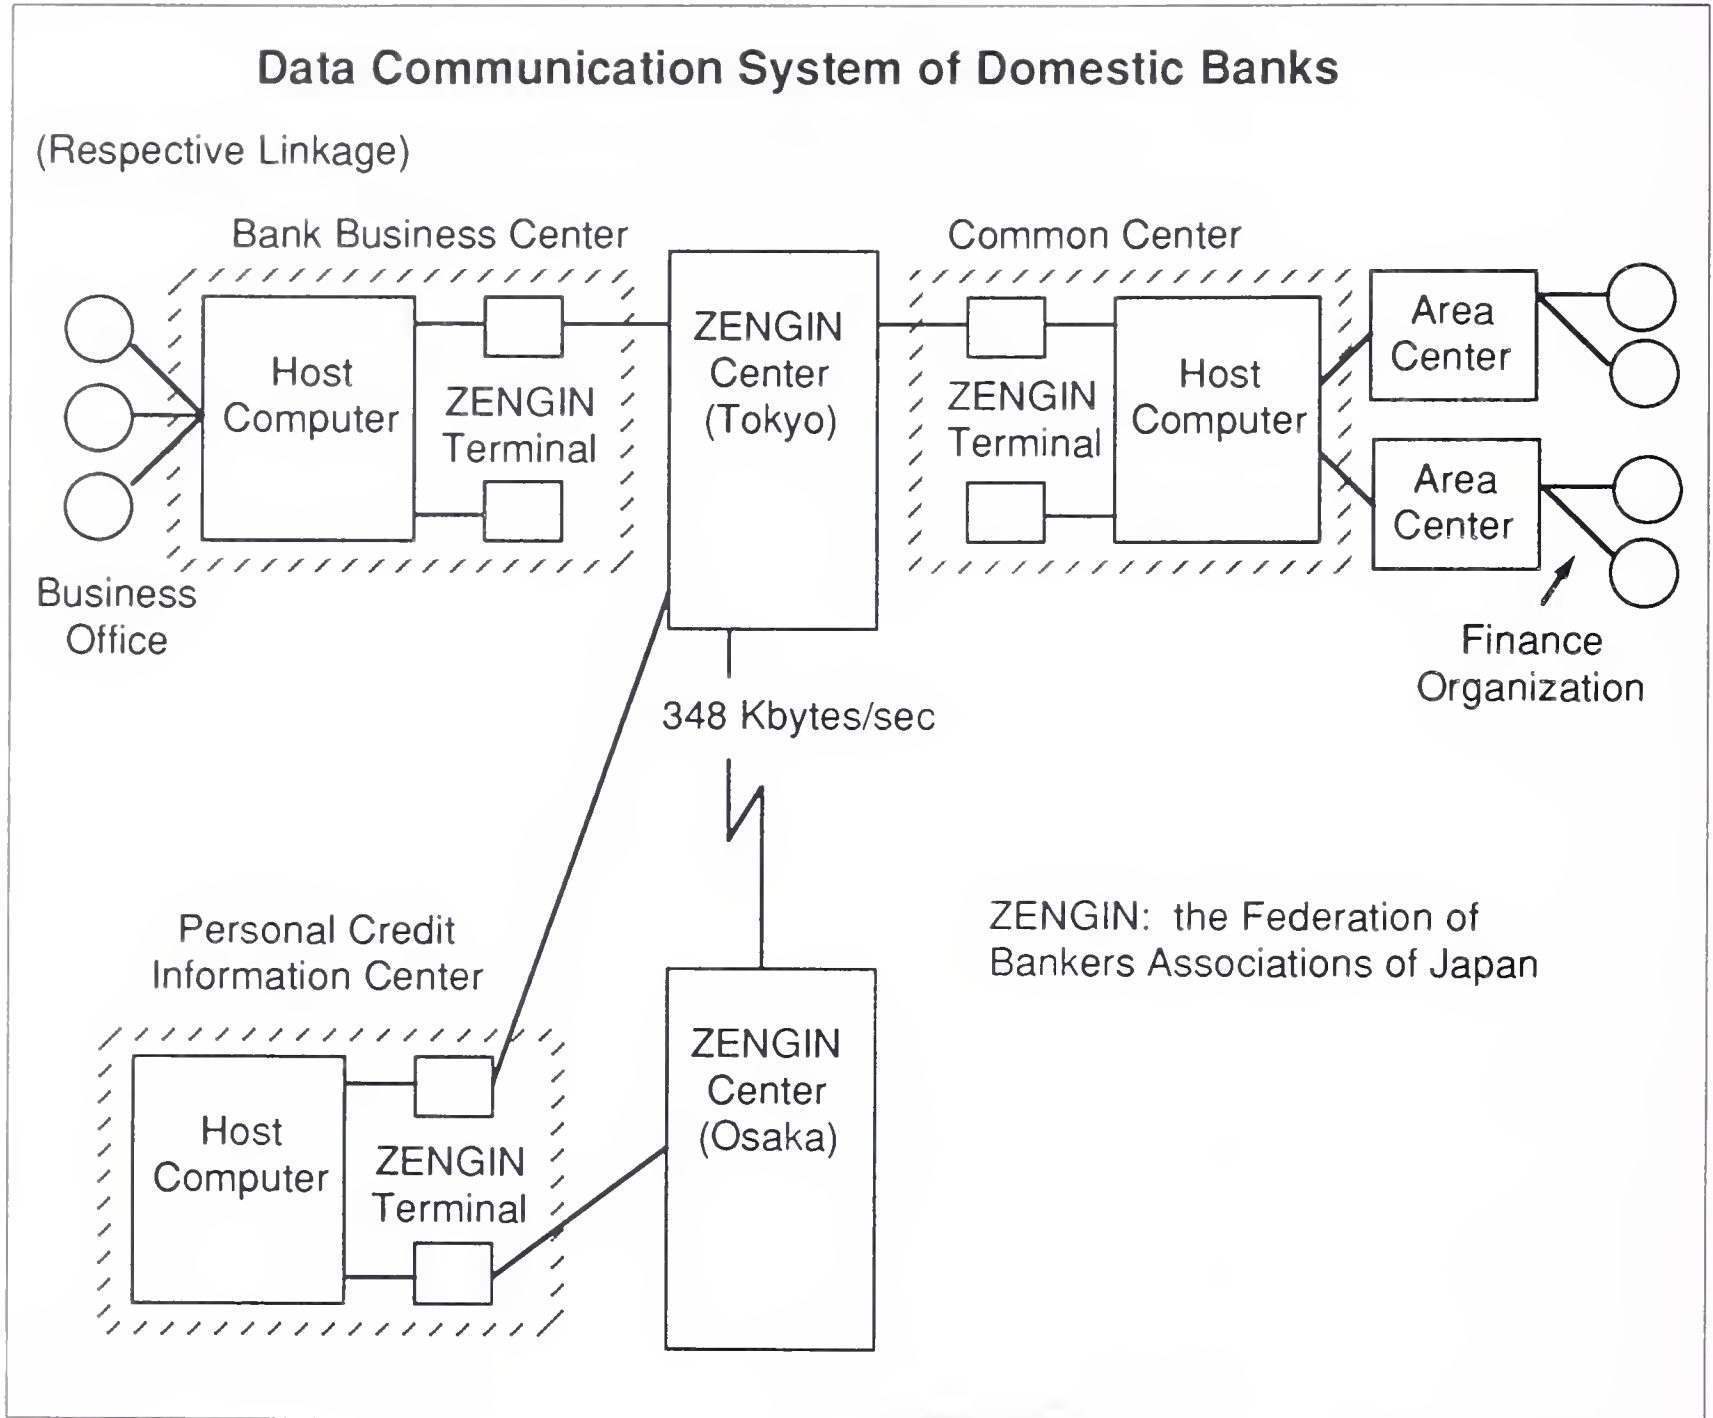 Data Communication System of Domestic Banks
(Respective Linkage)
Bank Business Center
Common Center
Host
Computer
ZENGIN
Terminal
Business
Office
ZENGIN
Center
(Tokyo)
ZENGIN
Terminal
Host
Computer
Area
Center
Area
Center
Finance
Organization
348 Kbytes/sec
Personal Credit
Information Center
Host
Computer
ZENGIN
Terminal
ZENGIN
Center
(Osaka)
ZENGIN: the Federation of
Bankers Associations of Japan